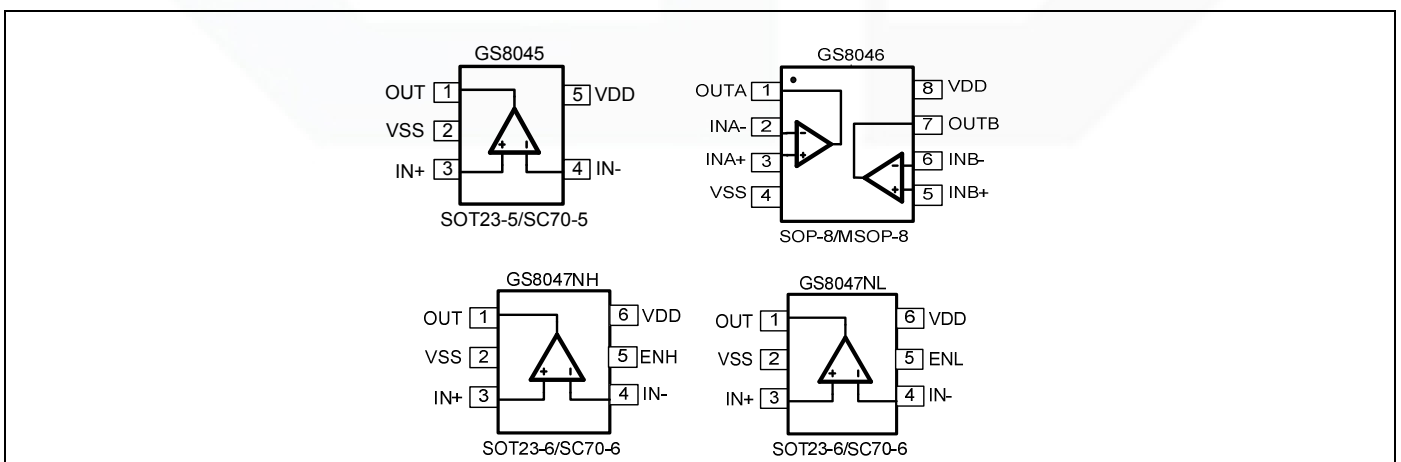 GS8045
OUT 1 5 VDD
VSS 2
IN+ 3 4 IN-
+ -
SOT23-5/SC70-5
GS8046
OUTA 1 8 VDD
INA- 2 - 7 OUTB
INA+ 3 + - 6 INB-
VSS 4 + 5 INB+
SOP-8/MSOP-8
GS8047NH
OUT 1 6 VDD
VSS 2 5 ENH
IN+ 3 4 IN-
+ -
SOT23-6/SC70-6
GS8047NL
OUT 1 6 VDD
VSS 2 5 ENL
IN+ 3 4 IN-
+ -
SOT23-6/SC70-6